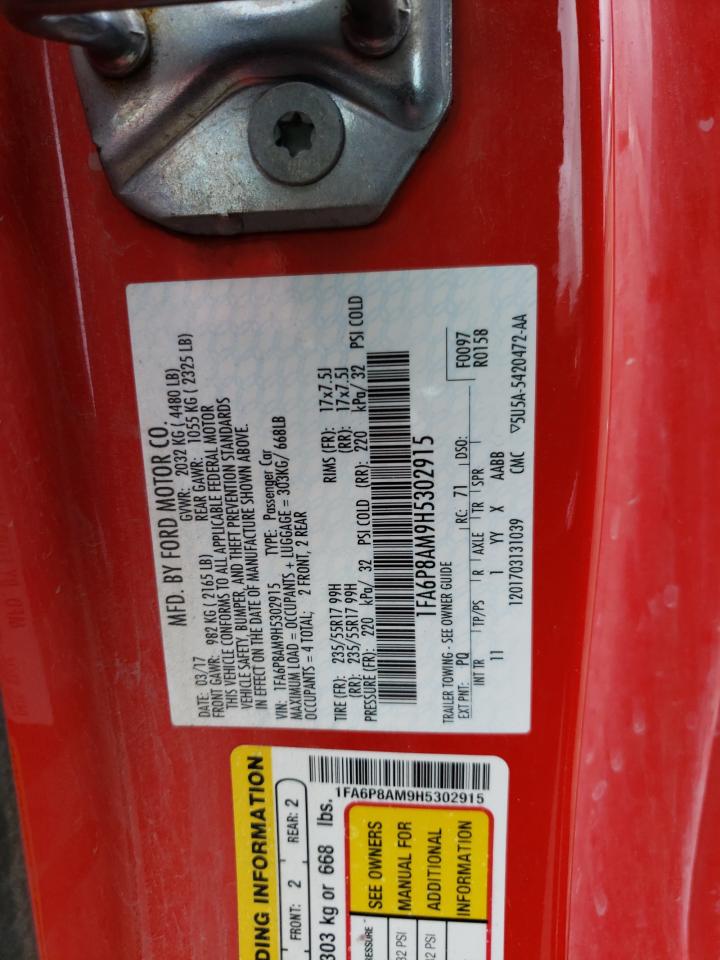 MFD. BY FORD MOTOR CO.
DATE: 03/17 GVWR: 2032 KG ( 4480 LB)
FRONT GAWR: 982 KG ( 2165 LB) REAR GAWR: 1055 KG ( 2325 LB)
THIS VEHICLE CONFORMS TO ALL APPLICABLE FEDERAL MOTOR
VEHICLE SAFETY, BUMPER, AND THEFT PREVENTION STANDARDS
IN EFFECT ON THE DATE OF MANUFACTURE SHOWN ABOVE.
VIN: 1FA6P8AM9H5302915 TYPE: Passenger Car
MAXIMUM LOAD = OCCUPANTS + LUGGAGE = 303KG/ 668LB
OCCUPANTS = 4 TOTAL; 2 FRONT, 2 REAR
TIRE (FR): 235/55R17 99H RIMS (FR): 17x7.5J
(RR): 235/55R17 99H (RR): 17x7.5J
PRESSURE (FR): 220 kPa/ 32 PSI COLD (RR): 220 kPa/ 32 PSI COLD
1FA6P8AM9H5302915
TRAILER TOWING - SEE OWNER GUIDE
EXT PNT: PQ RC: 71 DSO: F0097
R0158
INT TR TP/PS R AXLE TR SPR
11 1 YY X AABB
1201703131039 CMC ▽5U5A-5420472-AA
DING INFORMATION
FRONT: 2 REAR: 2
303 kg or 668 lbs.
1FA6P8AM9H5302915
SEE OWNERS
MANUAL FOR
ADDITIONAL
INFORMATION
PRESSURE
32 PSI
32 PSI